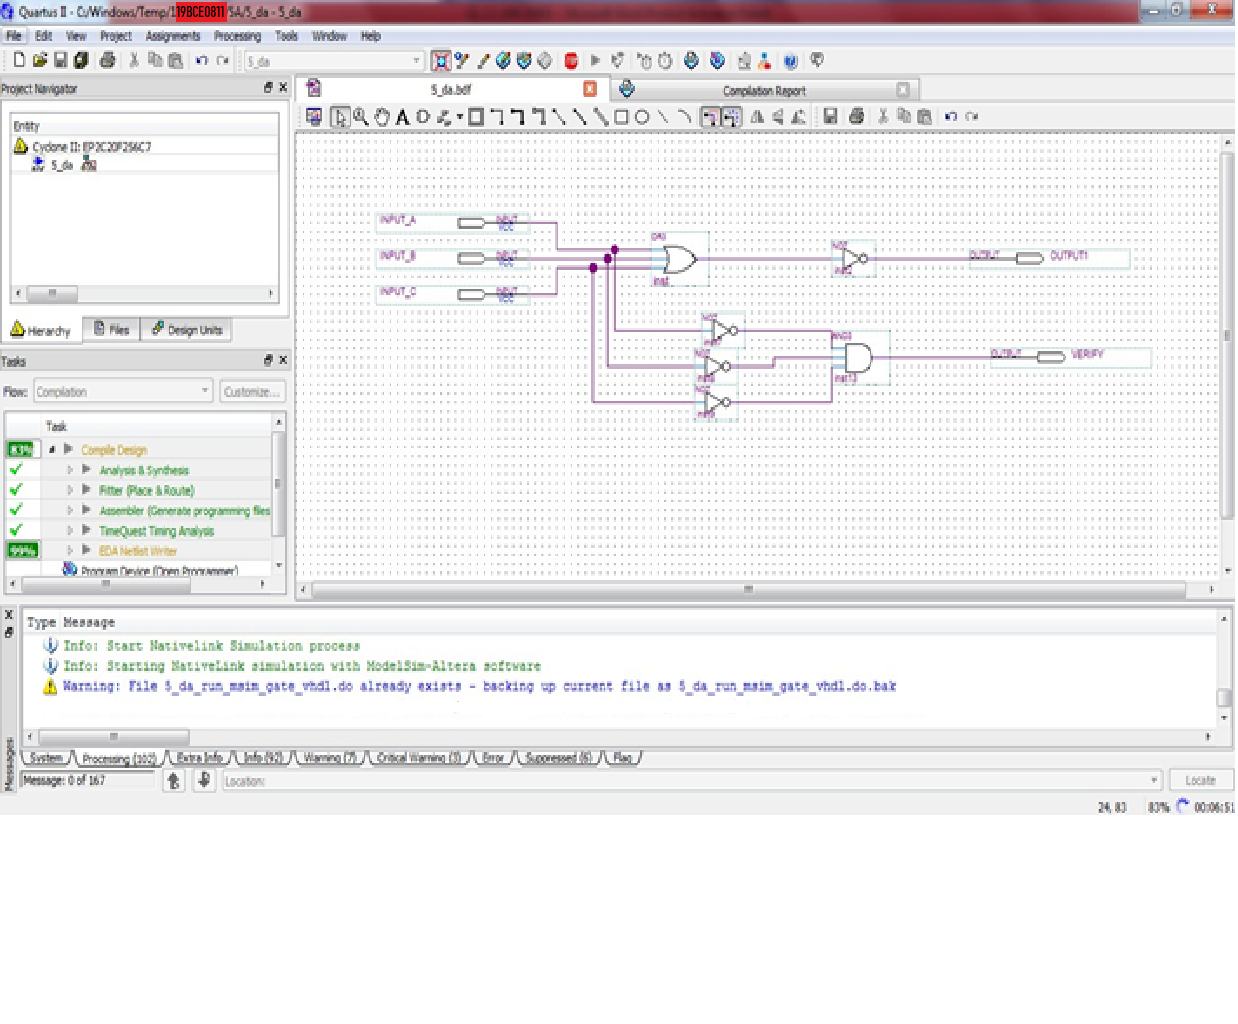 Quartus II - C:/Windows/Temp/119BCE0811/SA/5_da - 5_da
File Edit View Project Assignments Processing Tools Window Help
5_da
Project Navigator
5_da.bdf
Compilation Report
Entity
Cyclone II: EP2C20F256C7
5_da
Hierarchy
Files
Design Units
INPUT_A
INPUT
VCC
INPUT_B
INPUT
VCC
INPUT_C
INPUT
VCC
OR3
inst
NOT
inst2
OUTPUT
OUTPUT1
NOT
NOT
NOT
AND3
inst13
OUTPUT
VERIFY
Tasks
Flow: Compilation
Customize...
Task
83%
Compile Design
Analysis & Synthesis
Fitter (Place & Route)
Assembler (Generate programming files
TimeQuest Timing Analysis
99%
EDA Netlist Writer
Program Device (Open Programmer)
Type Message
Info: Start Nativelink Simulation process
Info: Starting NativeLink simulation with ModelSim-Altera software
Warning: File 5_da_run_msim_gate_vhdl.do already exists - backing up current file as 5_da_run_msim_gate_vhdl.do.bak
System
Processing (102)
Extra Info
Info (92)
Warning (7)
Critical Warning (3)
Error
Suppressed (6)
Flag
Messages
Message: 0 of 167
Location:
Locate
24, 83
83%
00:06:51